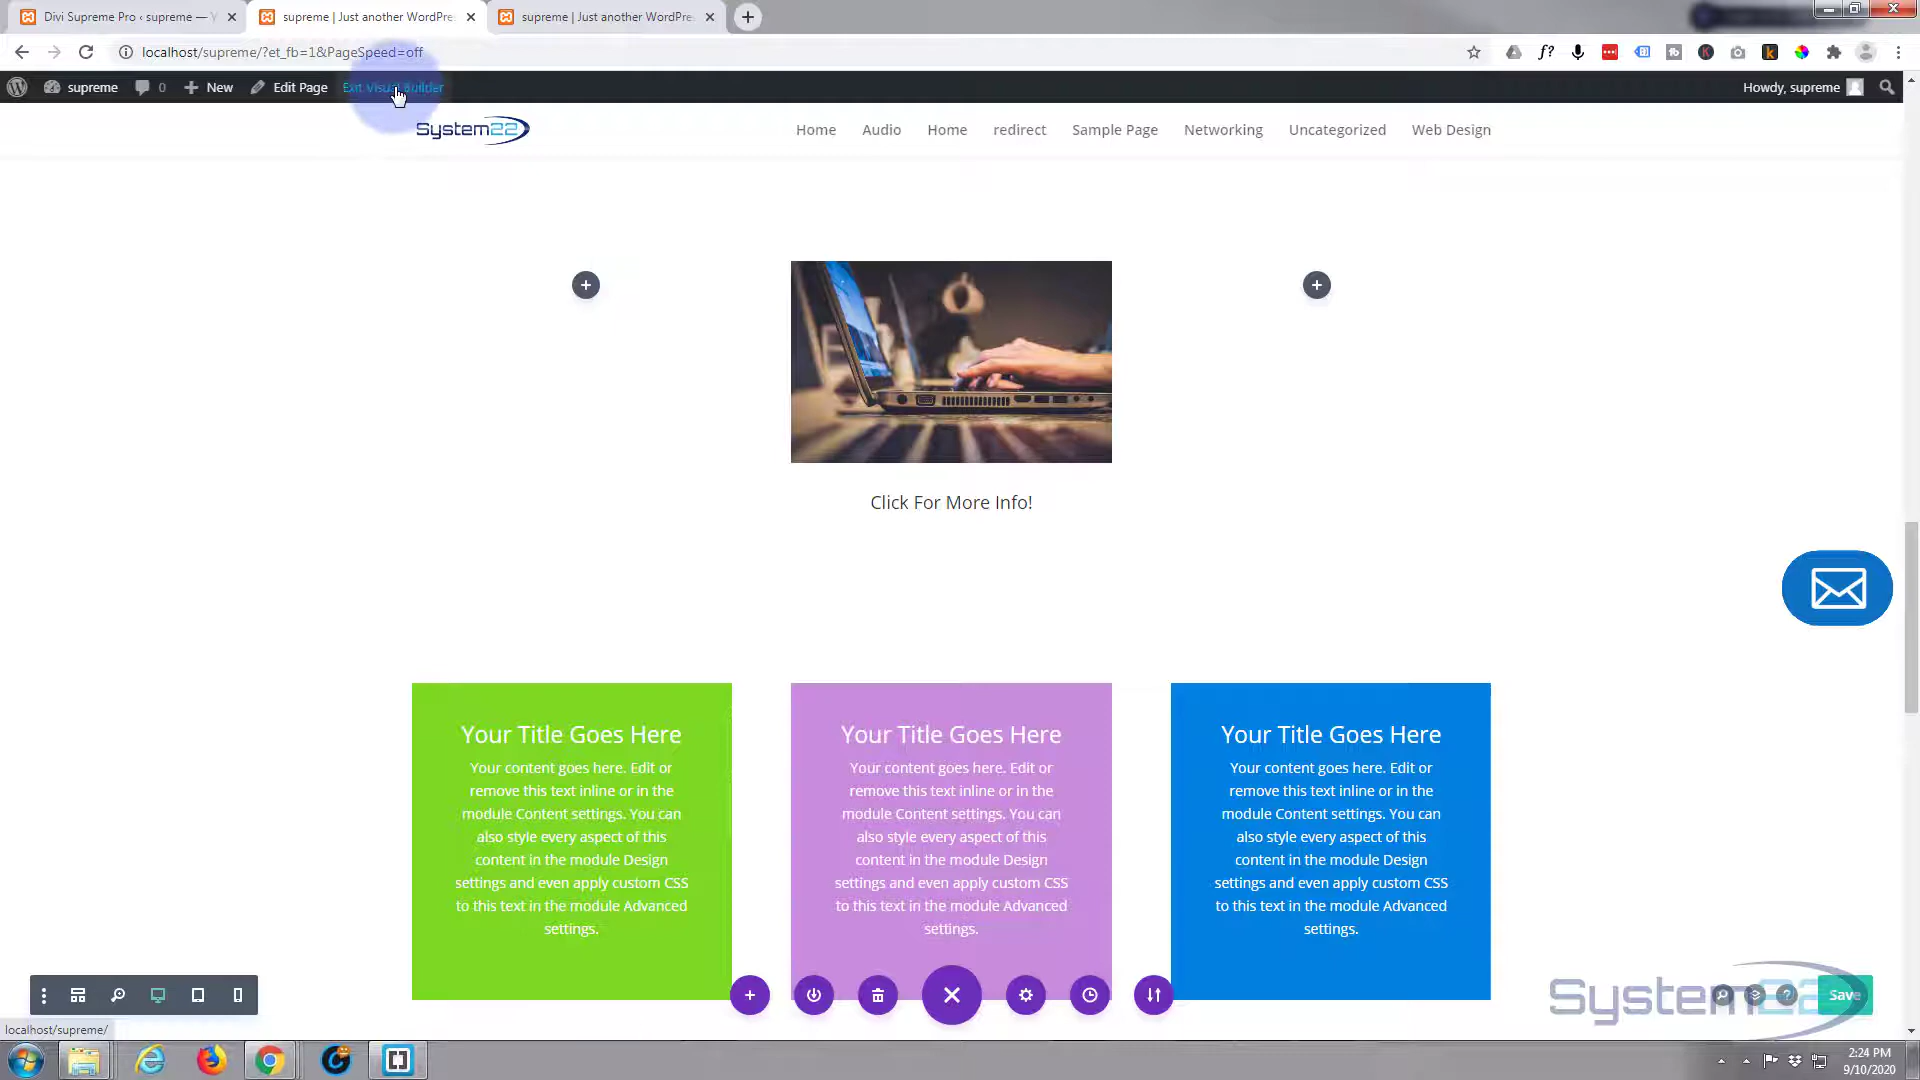 Divi Supreme Pro ‹ supreme —
supreme | Just another WordPre
supreme | Just another WordPre
localhost/supreme/?et_fb=1&PageSpeed=off
supreme
0
New
Edit Page
Exit Visual Builder
Howdy, supreme
System22
Home
Audio
Home
redirect
Sample Page
Networking
Uncategorized
Web Design
Click For More Info!
Your Title Goes Here
Your content goes here. Edit or
remove this text inline or in the
module Content settings. You can
also style every aspect of this
content in the module Design
settings and even apply custom CSS
to this text in the module Advanced
settings.
Your Title Goes Here
Your content goes here. Edit or
remove this text inline or in the
module Content settings. You can
also style every aspect of this
content in the module Design
settings and even apply custom CSS
to this text in the module Advanced
settings.
Your Title Goes Here
Your content goes here. Edit or
remove this text inline or in the
module Content settings. You can
also style every aspect of this
content in the module Design
settings and even apply custom CSS
to this text in the module Advanced
settings.
System22
Save
localhost/supreme/
2:24 PM
9/10/2020